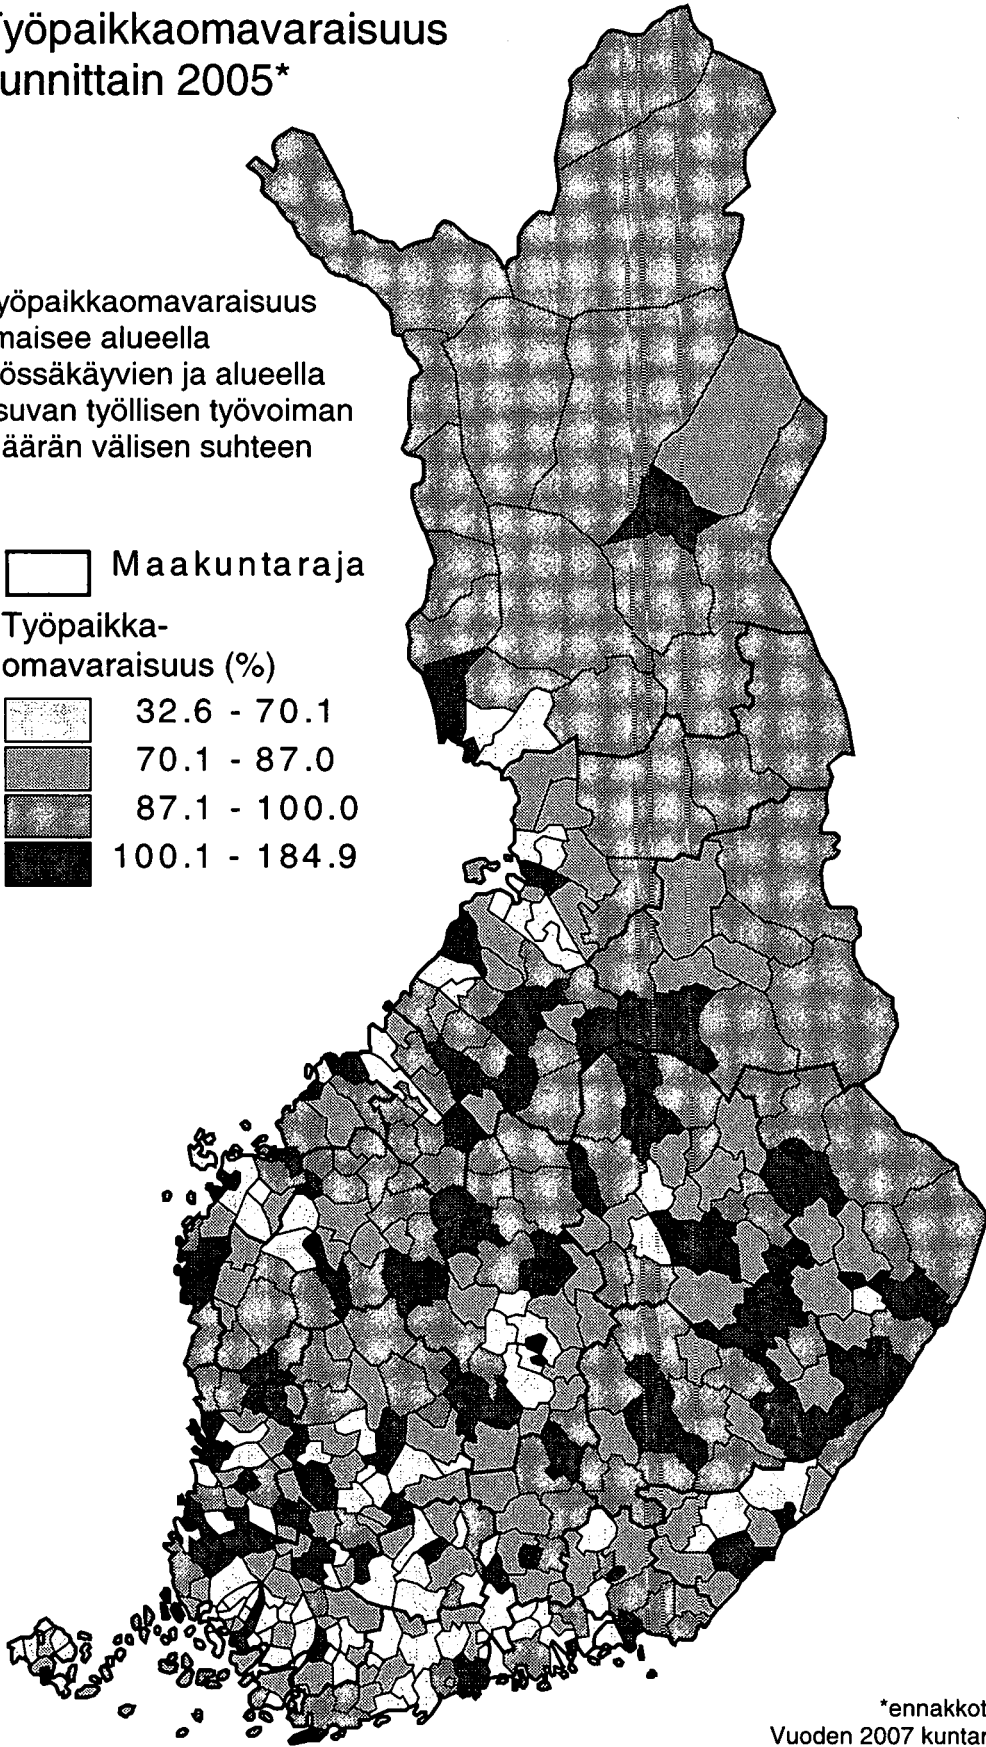 Työpaikkaomavaraisuus
unnittain 2005*
yöpaikkaomavaraisuus
maisee alueella
össäkäyvien ja alueella
suvan työllisen työvoiman
äärän välisen suhteen
Maakuntaraja
Työpaikka-
omavaraisuus (%)
32.6 - 70.1
70.1 - 87.0
87.1 - 100.0
100.1 - 184.9
*ennakkot
Vuoden 2007 kuntar